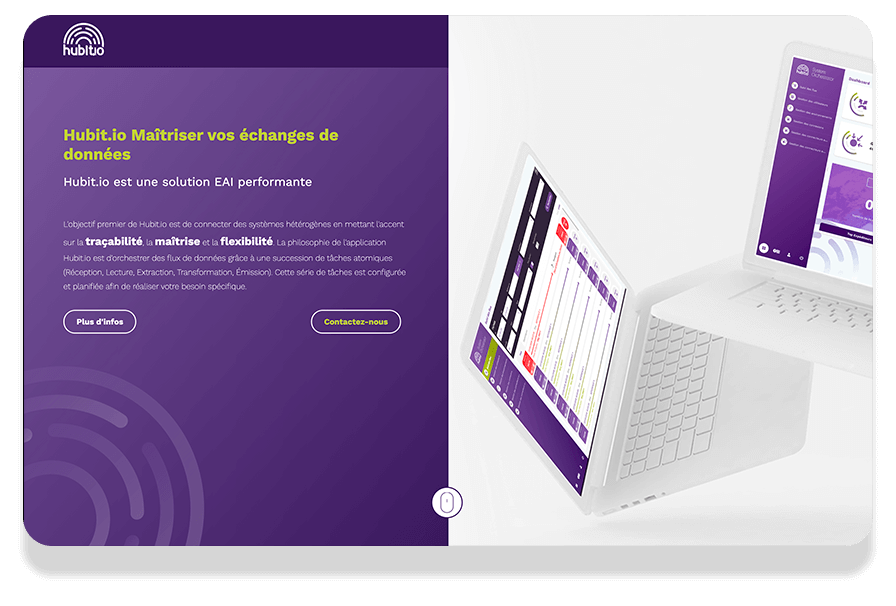 hubit.io
Hubit.io Maîtriser vos échanges de
données
Hubit.io est une solution EAI performante
L'objectif premier de Hubit.io est de connecter des systèmes hétérogènes en mettant l'accent
sur la traçabilité, la maîtrise et la flexibilité. La philosophie de l'application
Hubit.io est d'orchestrer des flux de données grâce à une succession de tâches atomiques
(Réception, Lecture, Extraction, Transformation, Émission). Cette série de tâches est configurée
et planifiée afin de réaliser votre besoin spécifique.
Plus d'infos
Contactez-nous
Dashboard